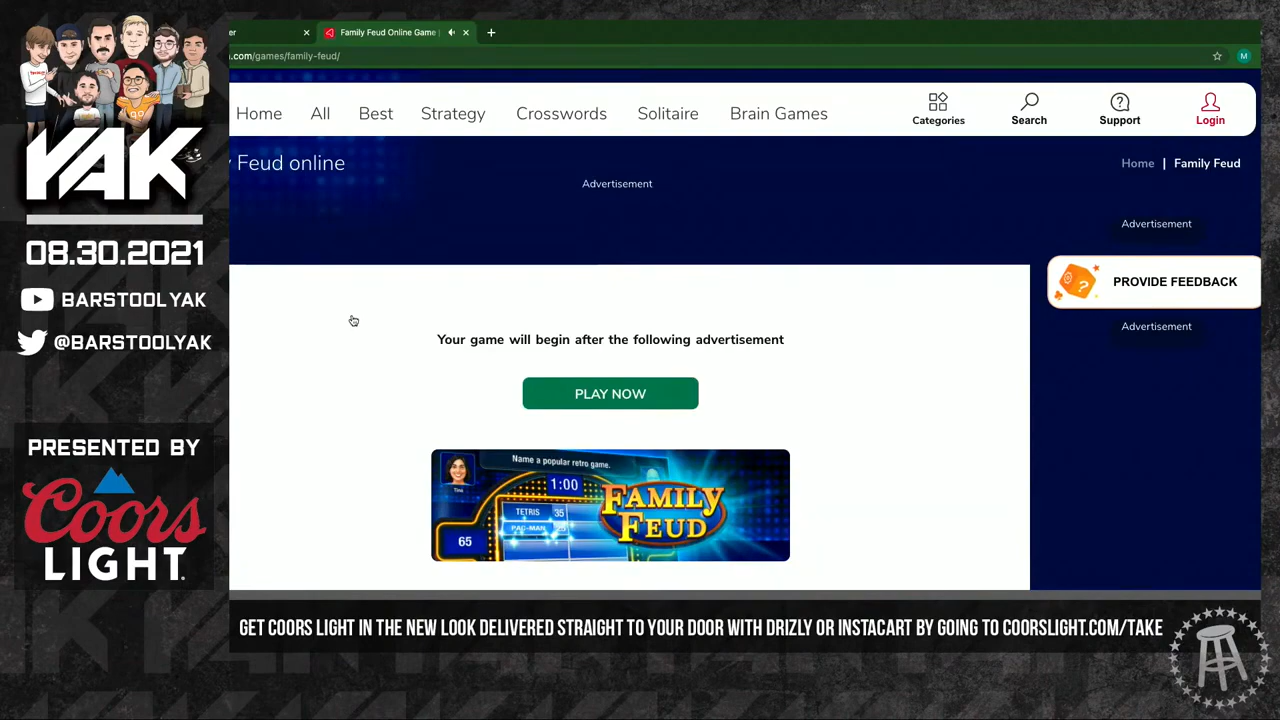 YAK
08.30.2021
BARSTOOLYAK
@BARSTOOLYAK
PRESENTED BY
Coors
LIGHT
er
Family Feud Online Game |
.com/games/family-feud/
M
Home All Best Strategy Crosswords Solitaire Brain Games
Categories Search Support Login
y Feud online
Home | Family Feud
Advertisement
Advertisement
PROVIDE FEEDBACK
Advertisement
Your game will begin after the following advertisement
PLAY NOW
Name a popular retro game.
Tina
1:00
TETRIS 35
PAC-MAN
65
FAMILY
FEUD
GET COORS LIGHT IN THE NEW LOOK DELIVERED STRAIGHT TO YOUR DOOR WITH DRIZLY OR INSTACART BY GOING TO COORSLIGHT.COM/TAKE